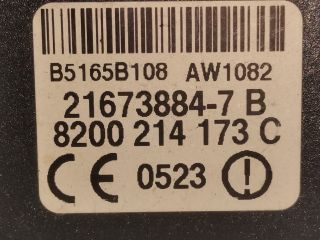 B5165B108 AW1082
21673884-7 B
8200 214 173 C
CE 0523 !